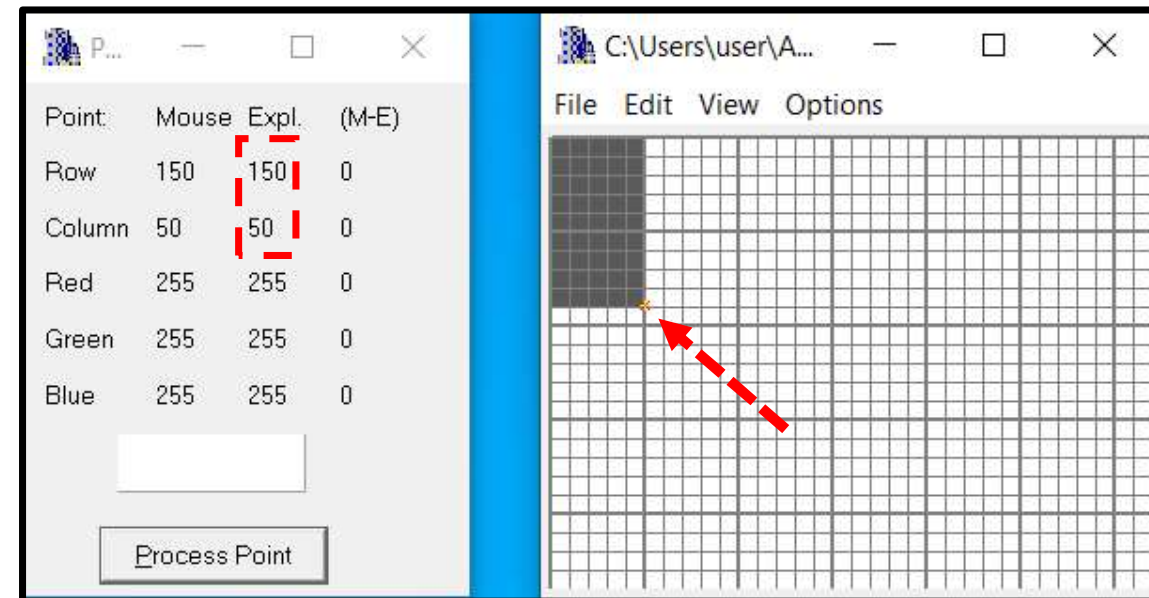 P...
Point: Mouse Expl. (M-E)
Row 150 150 0
Column 50 50 0
Red 255 255 0
Green 255 255 0
Blue 255 255 0
Process Point
C:\Users\user\A...
File Edit View Options